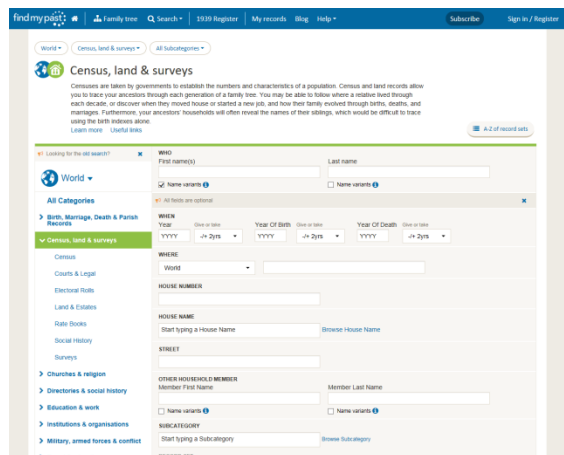 findmypast Family tree Search 1939 Register My records Blog Help Subscribe Sign in / Register
World Census, land & surveys All Subcategories
Census, land & surveys
Censuses are taken by governments to establish the numbers and characteristics of a population. Census and land records allow
you to trace your ancestors through each generation of a family tree. You may be able to follow where a relative lived through
each decade, or discover when they moved house or started a new job, and how their family evolved through births, deaths, and
marriages. Furthermore, your ancestors' households will often reveal the names of their siblings, which would be difficult to trace
using the birth indexes alone.
Learn more Useful links
A-Z of record sets
Looking for the old search?
World
All Categories
Birth, Marriage, Death & Parish
Records
Census, land & surveys
Census
Courts & Legal
Electoral Rolls
Land & Estates
Rate Books
Social History
Surveys
Churches & religion
Directories & social history
Education & work
Institutions & organisations
Military, armed forces & conflict
WHO
First name(s) Last name
Name variants Name variants
All fields are optional
WHEN
Year Give or take Year Of Birth Give or take Year Of Death Give or take
YYYY -/+ 2yrs YYYY -/+ 2yrs YYYY -/+ 2yrs
WHERE
World
HOUSE NUMBER
HOUSE NAME
Start typing a House Name Browse House Name
STREET
OTHER HOUSEHOLD MEMBER
Member First Name Member Last Name
Name variants Name variants
SUBCATEGORY
Start typing a Subcategory Browse Subcategory